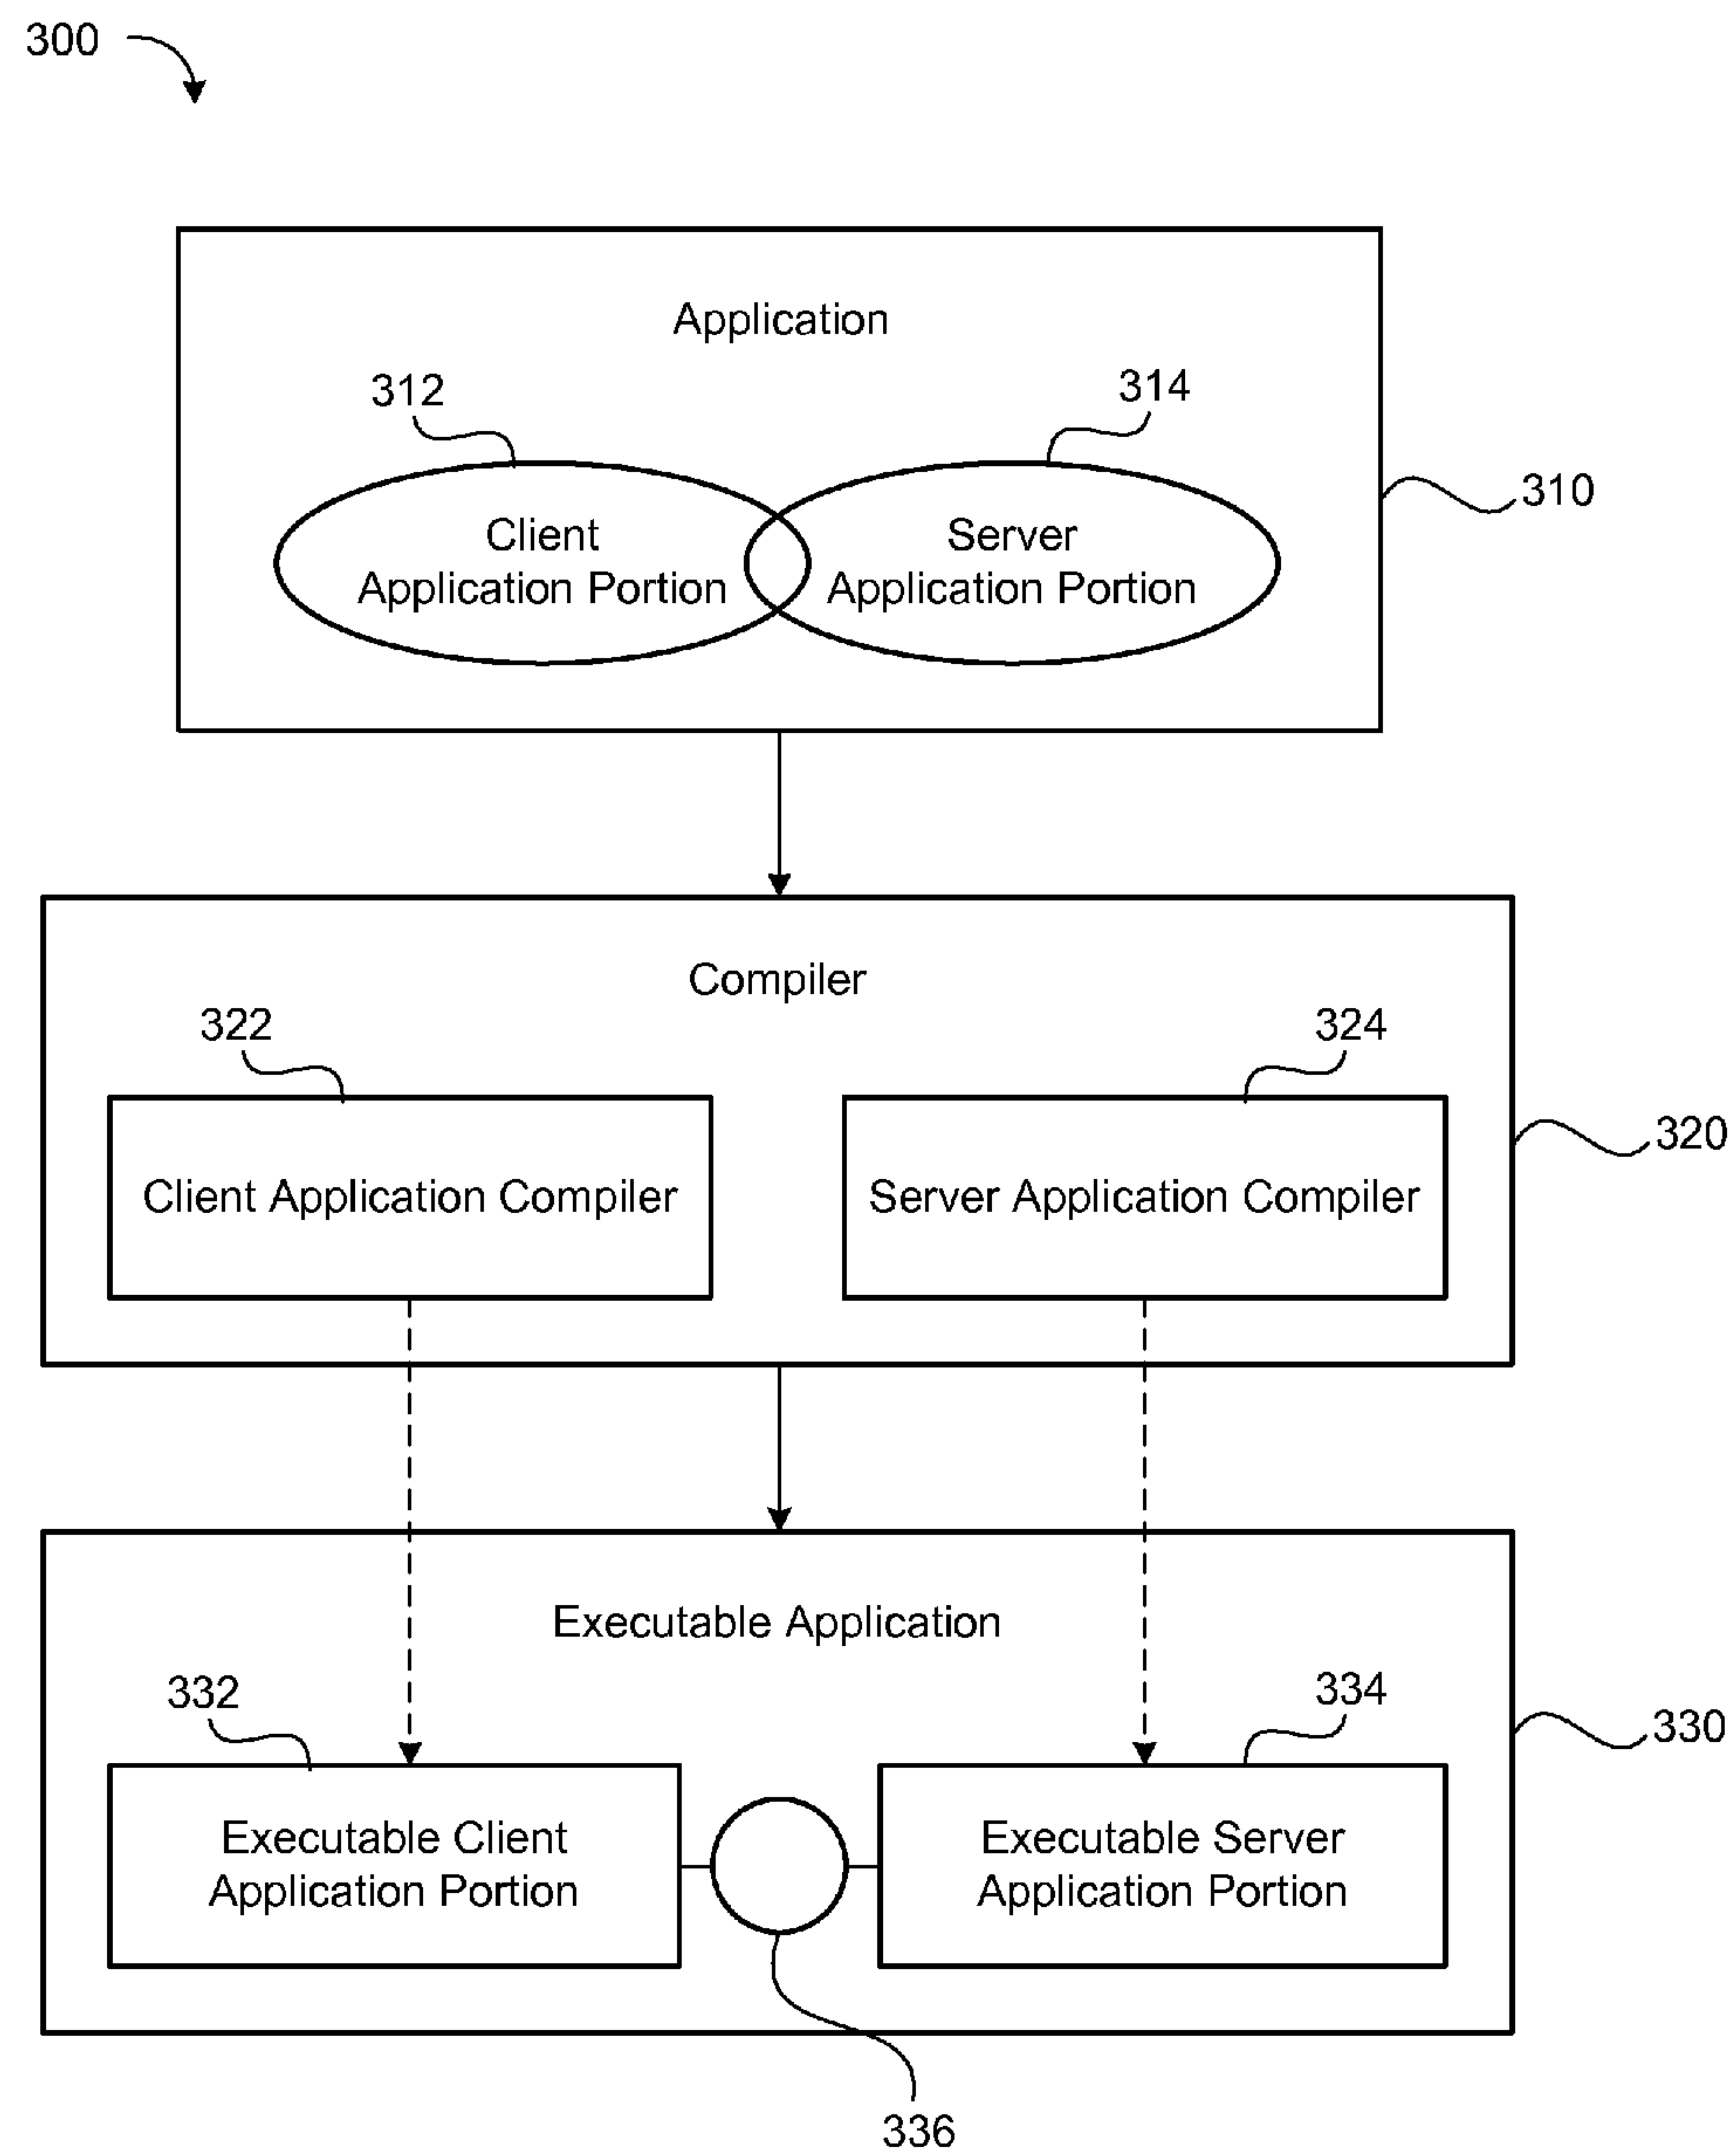 300
Application
312
314
310
Client
Application Portion
Server
Application Portion
Compiler
322
324
320
Client Application Compiler
Server Application Compiler
Executable Application
332
334
330
Executable Client
Application Portion
Executable Server
Application Portion
336